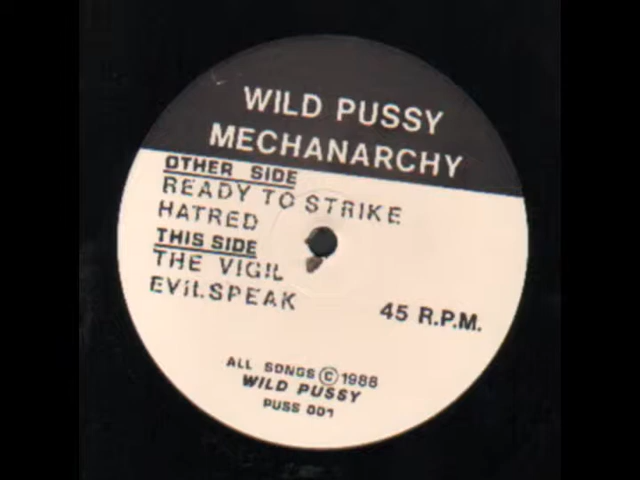 WILD PUSSY
MECHANARCHY
OTHER SIDE
READY TO STRIKE
HATRED
THIS SIDE
THE VIGIL
EVILSPEAK
45 R.P.M.
ALL SONGS © 1988
WILD PUSSY
PUSS 001